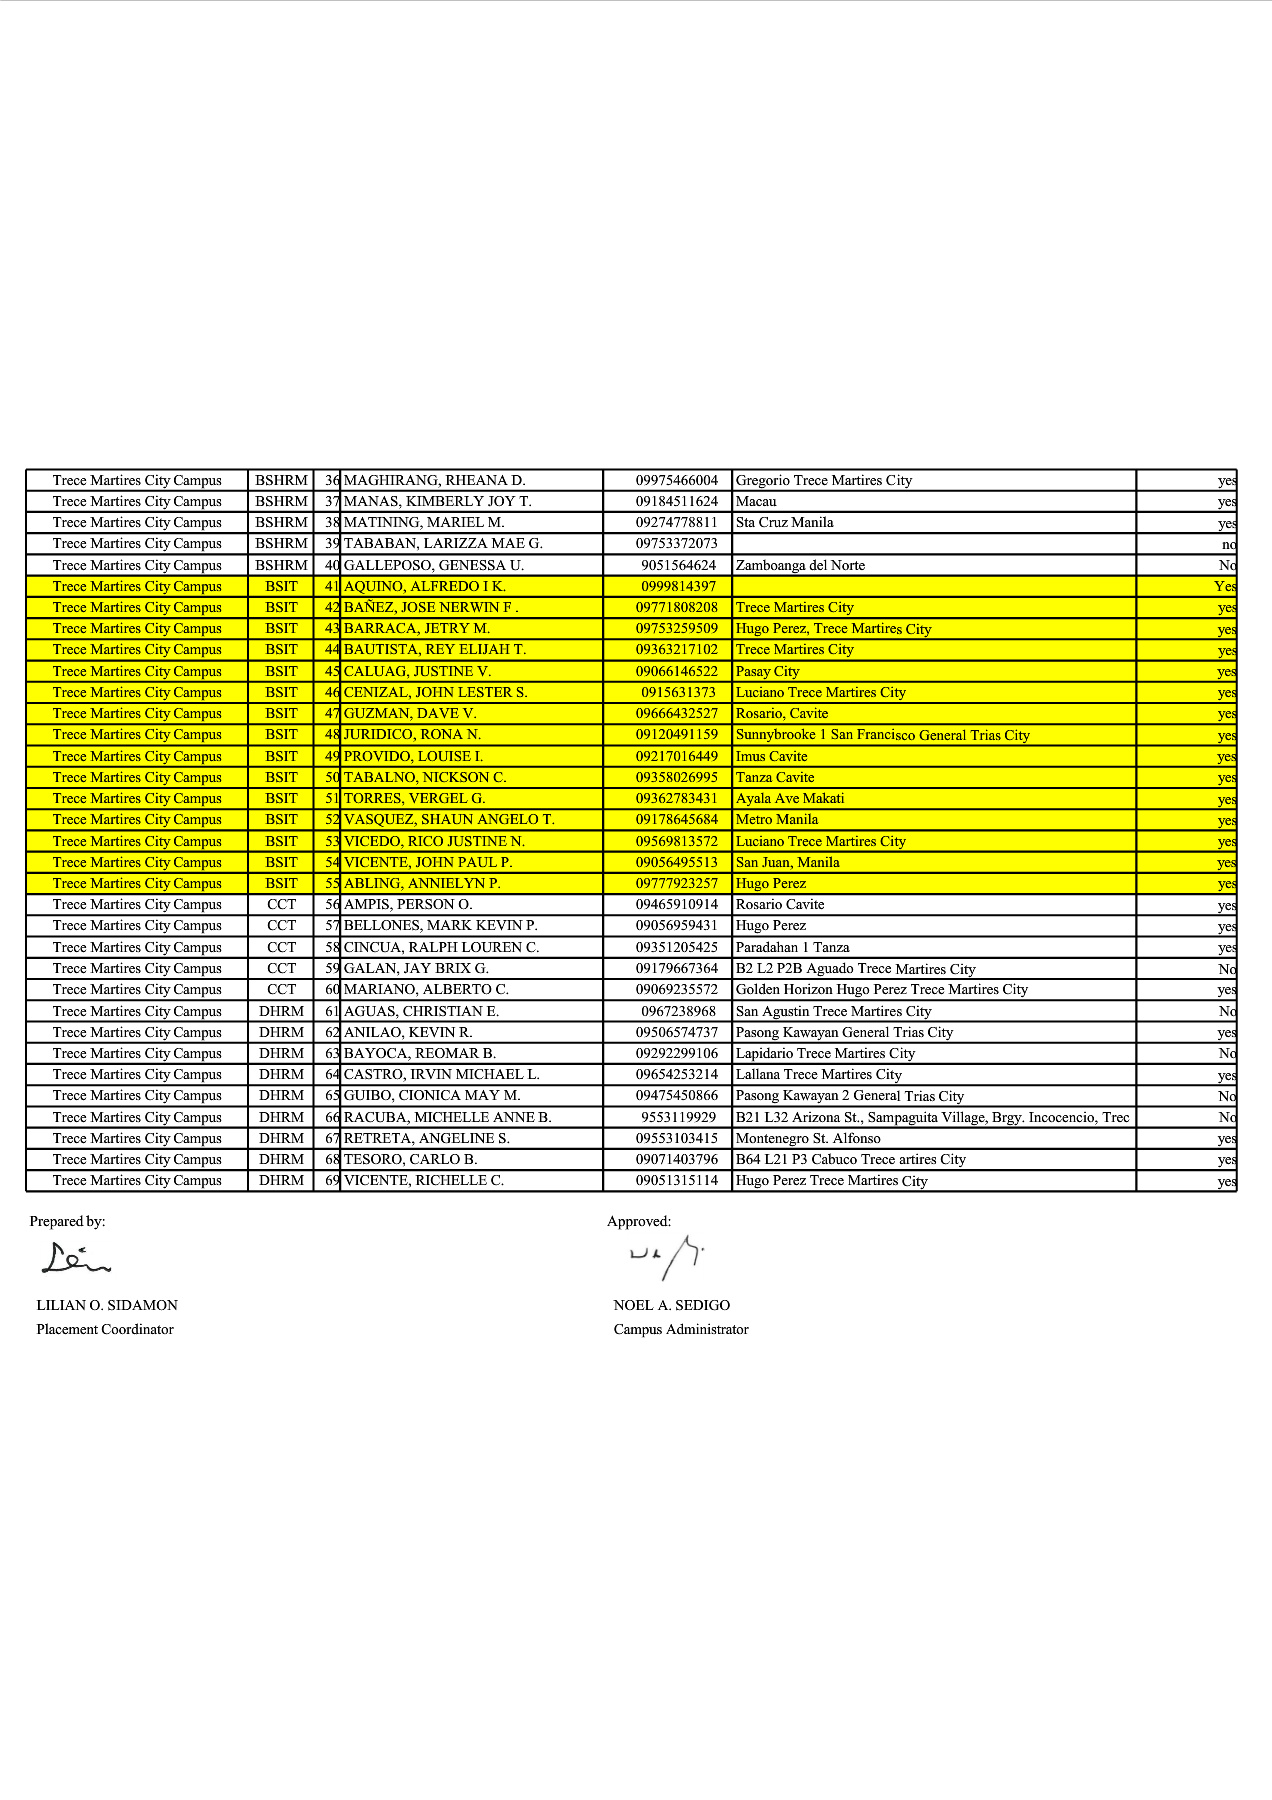 Trece Martires City Campus BSHRM 36 MAGHIRANG, RHEANA D. 09975466004 Gregorio Trece Martires City yes
Trece Martires City Campus BSHRM 37 MANAS, KIMBERLY JOY T. 09184511624 Macau yes
Trece Martires City Campus BSHRM 38 MATINING, MARIEL M. 09274778811 Sta Cruz Manila yes
Trece Martires City Campus BSHRM 39 TABABAN, LARIZZA MAE G. 09753372073 no
Trece Martires City Campus BSHRM 40 GALLEPOSO, GENESSA U. 9051564624 Zamboanga del Norte No
Trece Martires City Campus BSIT 41 AQUINO, ALFREDO I K. 0999814397 Yes
Trece Martires City Campus BSIT 42 BAÑEZ, JOSE NERWIN F . 09771808208 Trece Martires City yes
Trece Martires City Campus BSIT 43 BARRACA, JETRY M. 09753259509 Hugo Perez, Trece Martires City yes
Trece Martires City Campus BSIT 44 BAUTISTA, REY ELIJAH T. 09363217102 Trece Martires City yes
Trece Martires City Campus BSIT 45 CALUAG, JUSTINE V. 09066146522 Pasay City yes
Trece Martires City Campus BSIT 46 CENIZAL, JOHN LESTER S. 0915631373 Luciano Trece Martires City yes
Trece Martires City Campus BSIT 47 GUZMAN, DAVE V. 09666432527 Rosario, Cavite yes
Trece Martires City Campus BSIT 48 JURIDICO, RONA N. 09120491159 Sunnybrooke 1 San Francisco General Trias City yes
Trece Martires City Campus BSIT 49 PROVIDO, LOUISE I. 09217016449 Imus Cavite yes
Trece Martires City Campus BSIT 50 TABALNO, NICKSON C. 09358026995 Tanza Cavite yes
Trece Martires City Campus BSIT 51 TORRES, VERGEL G. 09362783431 Ayala Ave Makati yes
Trece Martires City Campus BSIT 52 VASQUEZ, SHAUN ANGELO T. 09178645684 Metro Manila yes
Trece Martires City Campus BSIT 53 VICEDO, RICO JUSTINE N. 09569813572 Luciano Trece Martires City yes
Trece Martires City Campus BSIT 54 VICENTE, JOHN PAUL P. 09056495513 San Juan, Manila yes
Trece Martires City Campus BSIT 55 ABLING, ANNIELYN P. 09777923257 Hugo Perez yes
Trece Martires City Campus CCT 56 AMPIS, PERSON O. 09465910914 Rosario Cavite yes
Trece Martires City Campus CCT 57 BELLONES, MARK KEVIN P. 09056959431 Hugo Perez yes
Trece Martires City Campus CCT 58 CINCUA, RALPH LOUREN C. 09351205425 Paradahan 1 Tanza yes
Trece Martires City Campus CCT 59 GALAN, JAY BRIX G. 09179667364 B2 L2 P2B Aguado Trece Martires City No
Trece Martires City Campus CCT 60 MARIANO, ALBERTO C. 09069235572 Golden Horizon Hugo Perez Trece Martires City yes
Trece Martires City Campus DHRM 61 AGUAS, CHRISTIAN E. 0967238968 San Agustin Trece Martires City No
Trece Martires City Campus DHRM 62 ANILAO, KEVIN R. 09506574737 Pasong Kawayan General Trias City yes
Trece Martires City Campus DHRM 63 BAYOCA, REOMAR B. 09292299106 Lapidario Trece Martires City No
Trece Martires City Campus DHRM 64 CASTRO, IRVIN MICHAEL L. 09654253214 Lallana Trece Martires City yes
Trece Martires City Campus DHRM 65 GUIBO, CIONICA MAY M. 09475450866 Pasong Kawayan 2 General Trias City No
Trece Martires City Campus DHRM 66 RACUBA, MICHELLE ANNE B. 9553119929 B21 L32 Arizona St., Sampaguita Village, Brgy. Incocencio, Trec No
Trece Martires City Campus DHRM 67 RETRETA, ANGELINE S. 09553103415 Montenegro St. Alfonso yes
Trece Martires City Campus DHRM 68 TESORO, CARLO B. 09071403796 B64 L21 P3 Cabuco Trece artires City yes
Trece Martires City Campus DHRM 69 VICENTE, RICHELLE C. 09051315114 Hugo Perez Trece Martires City yes
Prepared by: Approved:
LILIAN O. SIDAMON NOEL A. SEDIGO
Placement Coordinator Campus Administrator